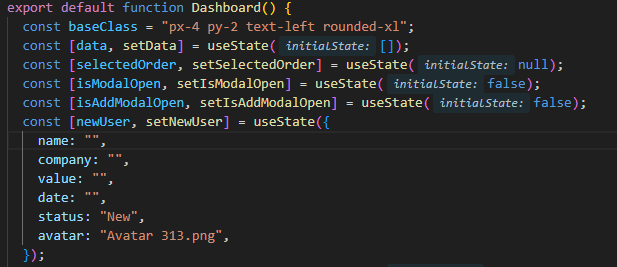 export default function Dashboard() {
const baseClass = "px-4 py-2 text-left rounded-xl";
const [data, setData] = useState( initialState: []);
const [selectedOrder, setSelectedOrder] = useState( initialState: null);
const [isModalOpen, setIsModalOpen] = useState( initialState: false);
const [isAddModalOpen, setIsAddModalOpen] = useState( initialState: false);
const [newUser, setNewUser] = useState({
name: "",
company: "",
value: "",
date: "",
status: "New",
avatar: "Avatar 313.png",
});